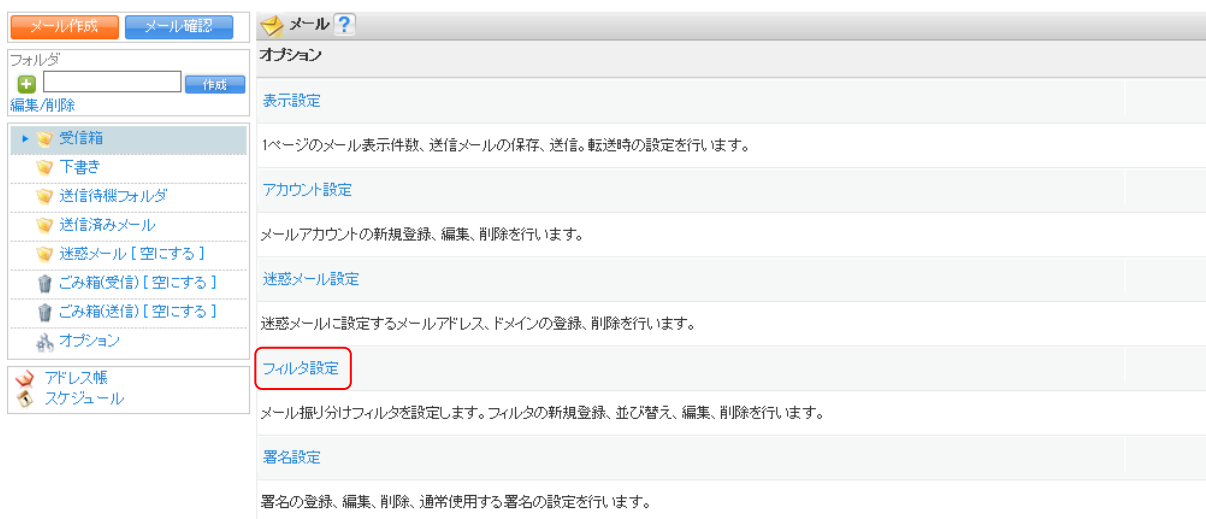 メール作成 メール確認
フォルダ
作成
編集/削除
受信箱
下書き
送信待機フォルダ
送信済みメール
迷惑メール [ 空にする ]
ごみ箱(受信) [ 空にする ]
ごみ箱(送信) [ 空にする ]
オプション
アドレス帳
スケジュール
メール ?
オプション
表示設定
1ページのメール表示件数、送信メールの保存、送信。転送時の設定を行います。
アカウント設定
メールアカウントの新規登録、編集、削除を行います。
迷惑メール設定
迷惑メールに設定するメールアドレス、ドメインの登録、削除を行います。
フィルタ設定
メール振り分けフィルタを設定します。フィルタの新規登録、並び替え、編集、削除を行います。
署名設定
署名の登録、編集、削除、通常使用する署名の設定を行います。